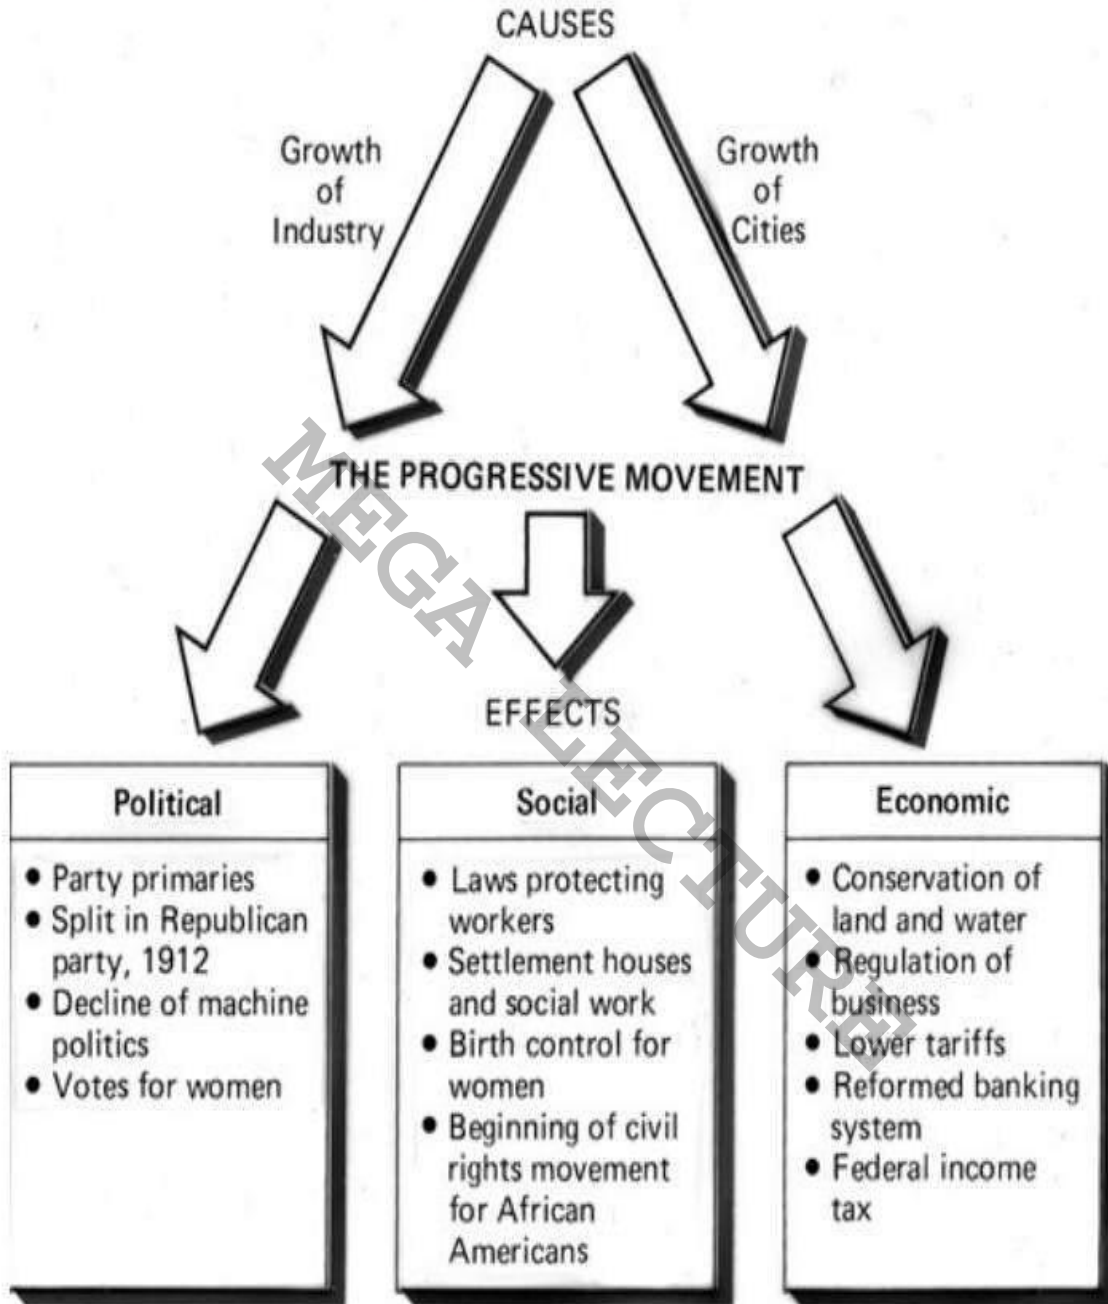 CAUSES
Growth
of
Industry
Growth
of
Cities
THE PROGRESSIVE MOVEMENT
EFFECTS
Political
• Party primaries
• Split in Republican
party, 1912
• Decline of machine
politics
• Votes for women
Social
• Laws protecting
workers
• Settlement houses
and social work
• Birth control for
women
• Beginning of civil
rights movement
for African
Americans
Economic
• Conservation of
land and water
• Regulation of
business
• Lower tariffs
• Reformed banking
system
• Federal income
tax
MEGA LECTURE